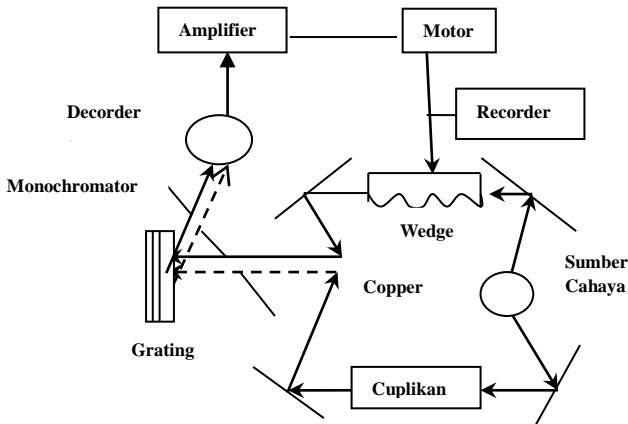 Amplifier
Motor
Decorder
Recorder
Monochromator
Wedge
Sumber
Cahaya
Copper
Grating
Cuplikan